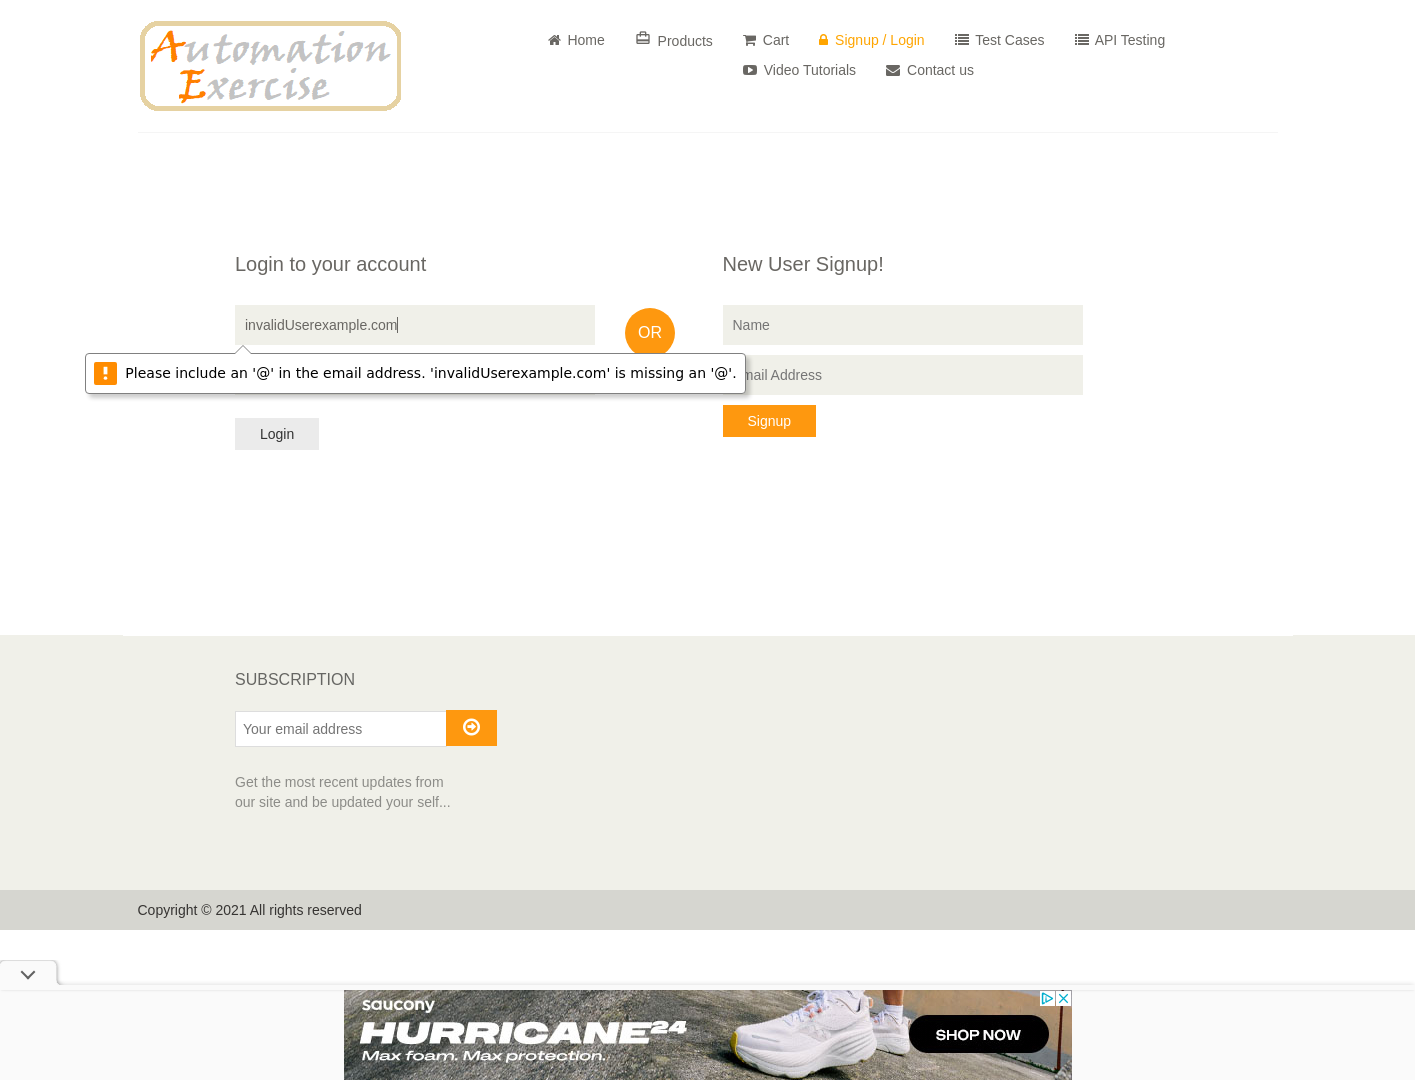 Automation
Exercise
Home
Products
Cart
Signup / Login
Test Cases
API Testing
Video Tutorials
Contact us
Login to your account
invalidUserexample.com
Please include an '@' in the email address. 'invalidUserexample.com' is missing an '@'.
Login
OR
New User Signup!
Name
mail Address
Signup
SUBSCRIPTION
Your email address
Get the most recent updates from
our site and be updated your self...
Copyright © 2021 All rights reserved
saucony
HURRICANE24
Max foam. Max protection.
SHOP NOW